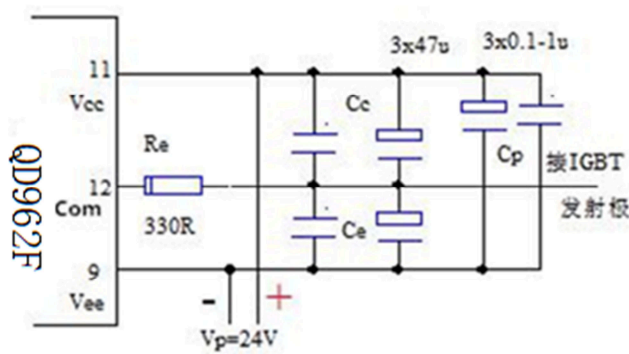 3x47u
3x0.1-1u
11
Vcc
Cc
Re
Cp
接IGBT
QD962F
12
Com
发射极
330R
Ce
9
Vee
-
+
Vp=24V